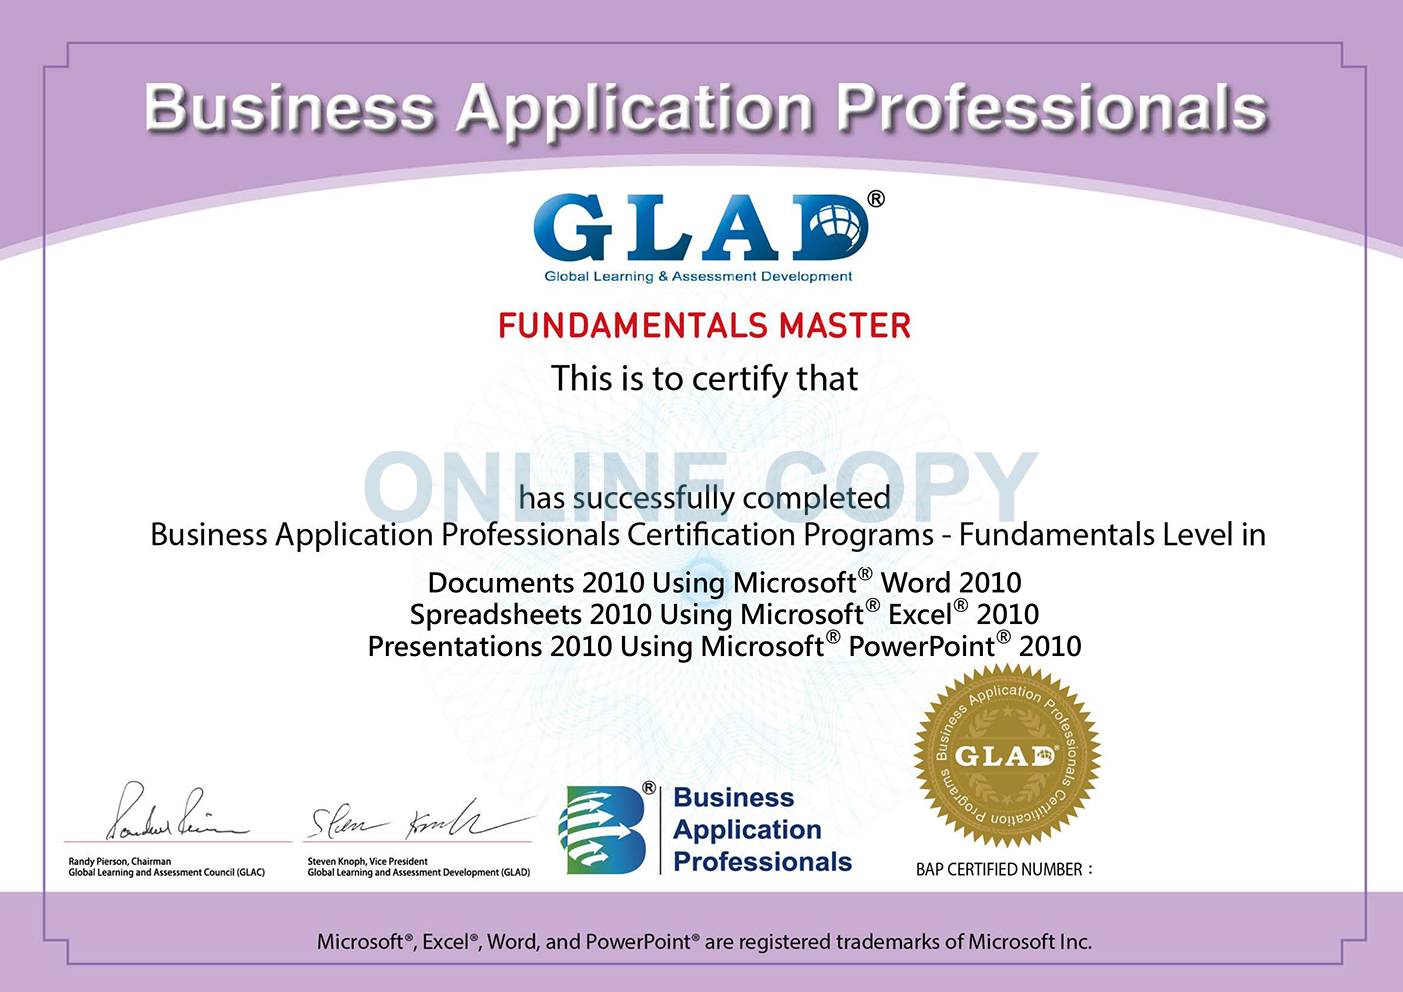 Business Application Professionals
GLAD®
Global Learning & Assessment Development
FUNDAMENTALS MASTER
This is to certify that
ONLINE COPY
has successfully completed
Business Application Professionals Certification Programs - Fundamentals Level in
Documents 2010 Using Microsoft® Word 2010
Spreadsheets 2010 Using Microsoft® Excel® 2010
Presentations 2010 Using Microsoft® PowerPoint® 2010
Business Application Professionals Certification Programs
GLAD®
Randy Pierson, Chairman
Global Learning and Assessment Council (GLAC)
Steven Knoph, Vice President
Global Learning and Assessment Development (GLAD)
B®
Business
Application
Professionals
BAP CERTIFIED NUMBER :
Microsoft®, Excel®, Word, and PowerPoint® are registered trademarks of Microsoft Inc.